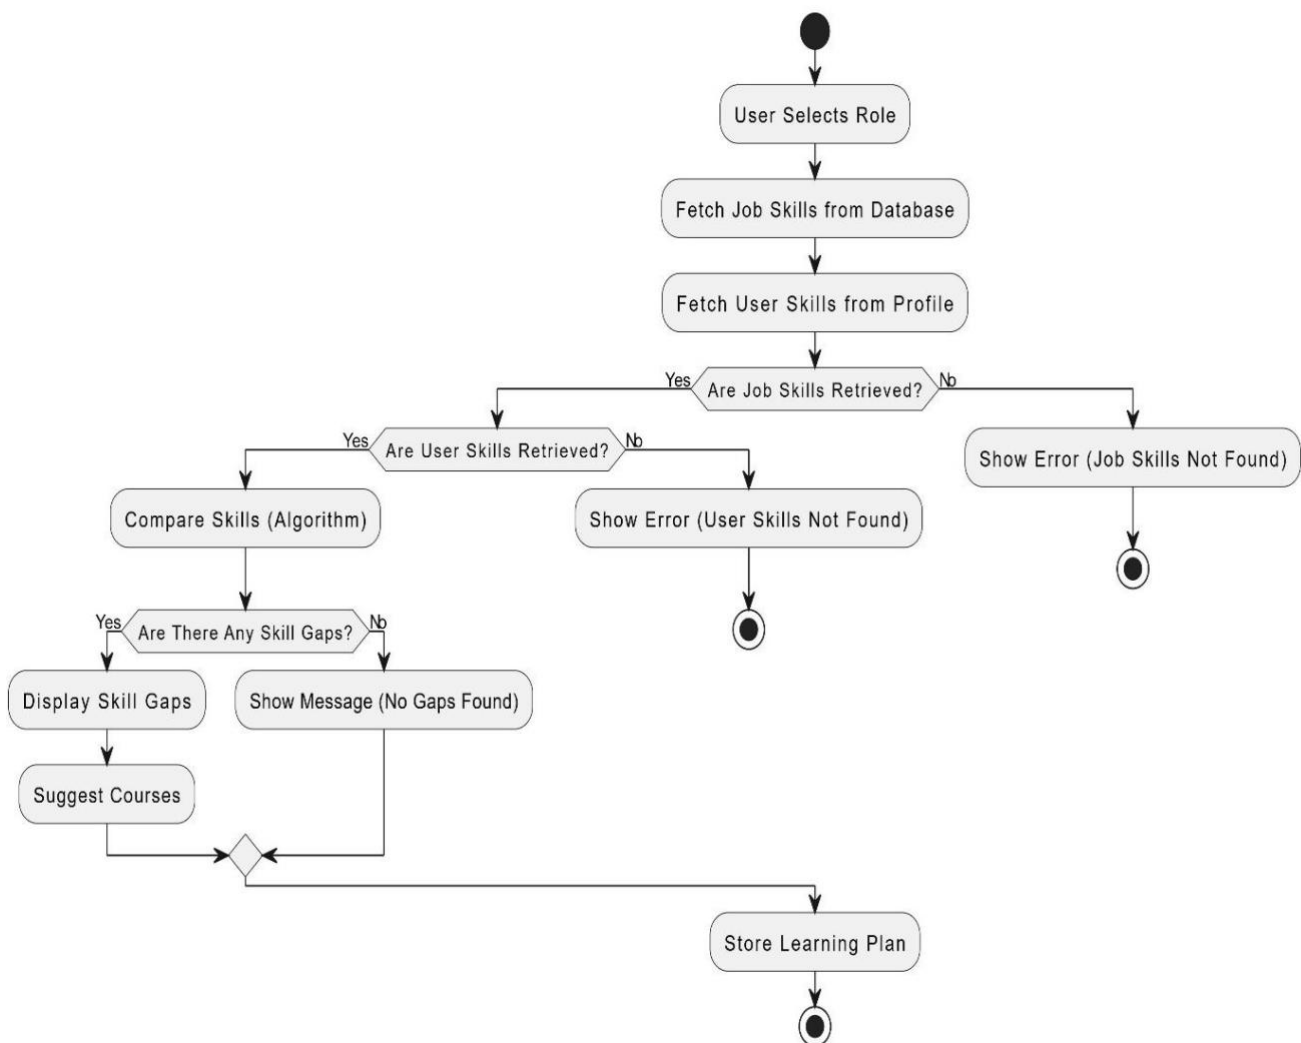 User Selects Role
Fetch Job Skills from Database
Fetch User Skills from Profile
Yes
Are Job Skills Retrieved?
No
Yes
Are User Skills Retrieved?
No
Show Error (Job Skills Not Found)
Compare Skills (Algorithm)
Show Error (User Skills Not Found)
Yes
Are There Any Skill Gaps?
No
Display Skill Gaps
Show Message (No Gaps Found)
Suggest Courses
Store Learning Plan